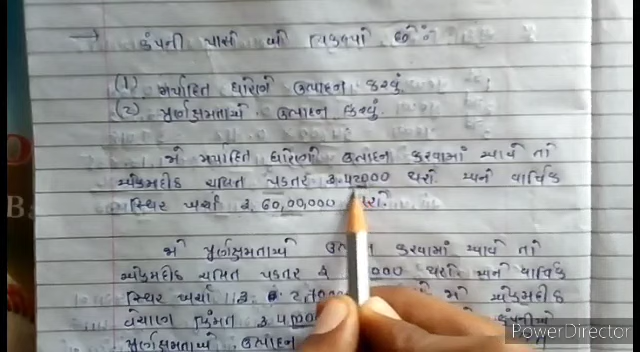 → કંપની પાસે બે વિકલ્પો છે:
(1) મર્યાદિત ધોરણે ઉત્પાદન કરવું
(2) પૂર્ણક્ષમતાએ ઉત્પાદન કરવું.
જો મર્યાદિત ધોરણે ઉત્પાદન કરવામાં આવે તો
એકમદીઠ ચલિત પડતર રૂ. થશે અને વાર્ષિક
સ્થિર ખર્ચા રૂ. 60,00,000 થશે.
જો પૂર્ણક્ષમતાએ કરવામાં આવે તો
એકમદીઠ ચલિત પડતર રૂ. થશે અને વાર્ષિક
સ્થિર ખર્ચા રૂ. જો એકમદીઠ
વેચાણ કિંમત રૂ. કંપનીએ
પૂર્ણક્ષમતાએ ઉત્પાદન
PowerDirector